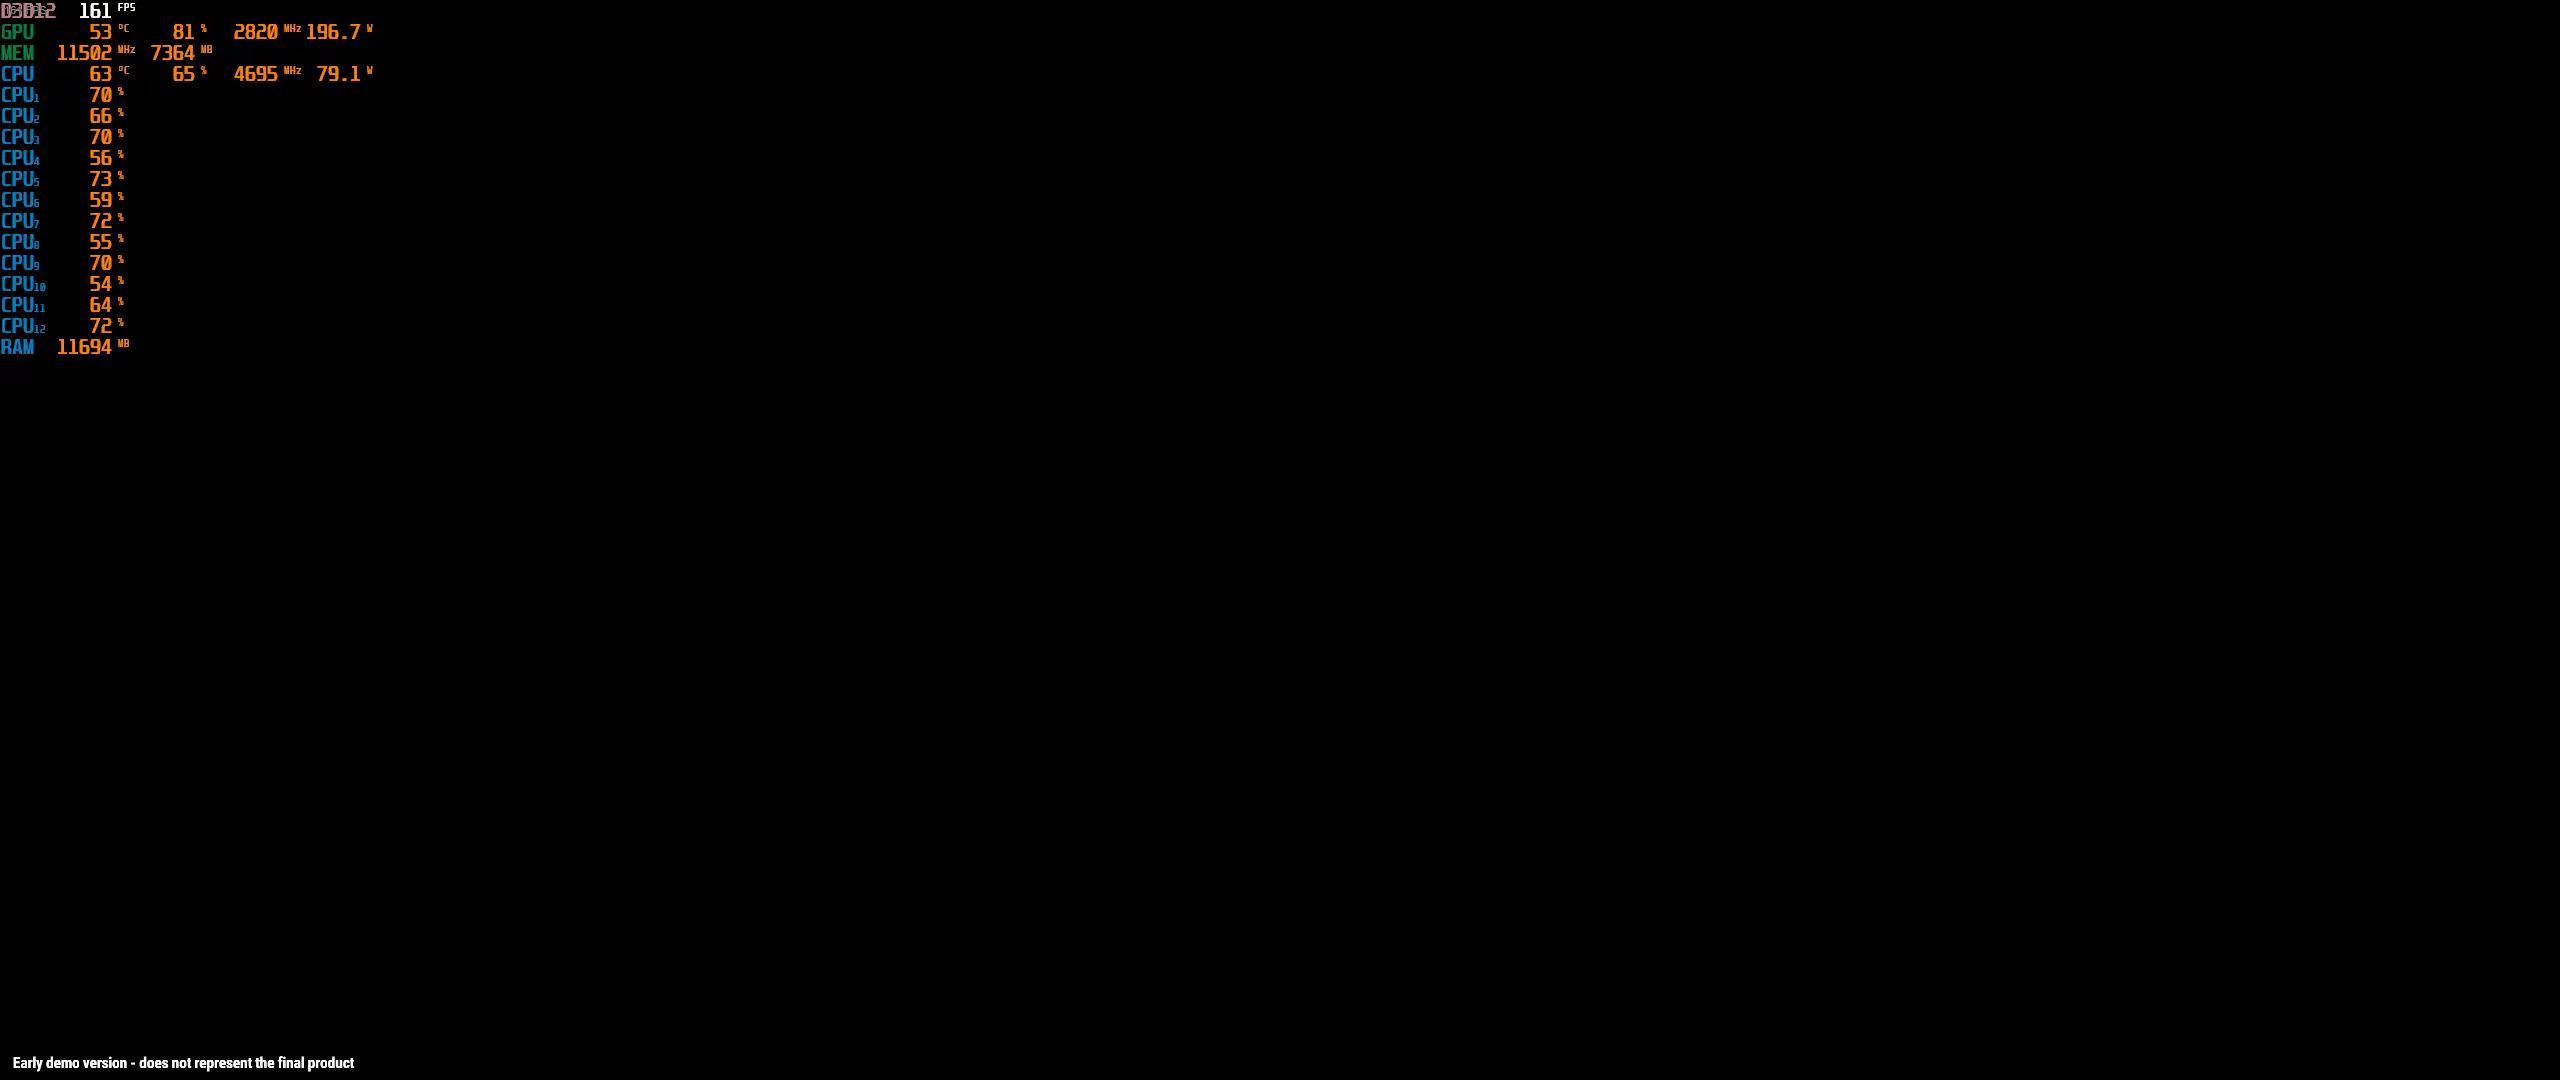 D3D12 161 FPS
GPU 53 °C 81 % 2820 MHz 196.7 W
MEM 11502 MHz 7364 MB
CPU 63 °C 65 % 4695 MHz 79.1 W
CPU1 70 %
CPU2 66 %
CPU3 70 %
CPU4 56 %
CPU5 73 %
CPU6 59 %
CPU7 72 %
CPU8 55 %
CPU9 70 %
CPU10 54 %
CPU11 64 %
CPU12 72 %
RAM 11694 MB
Early demo version - does not represent the final product